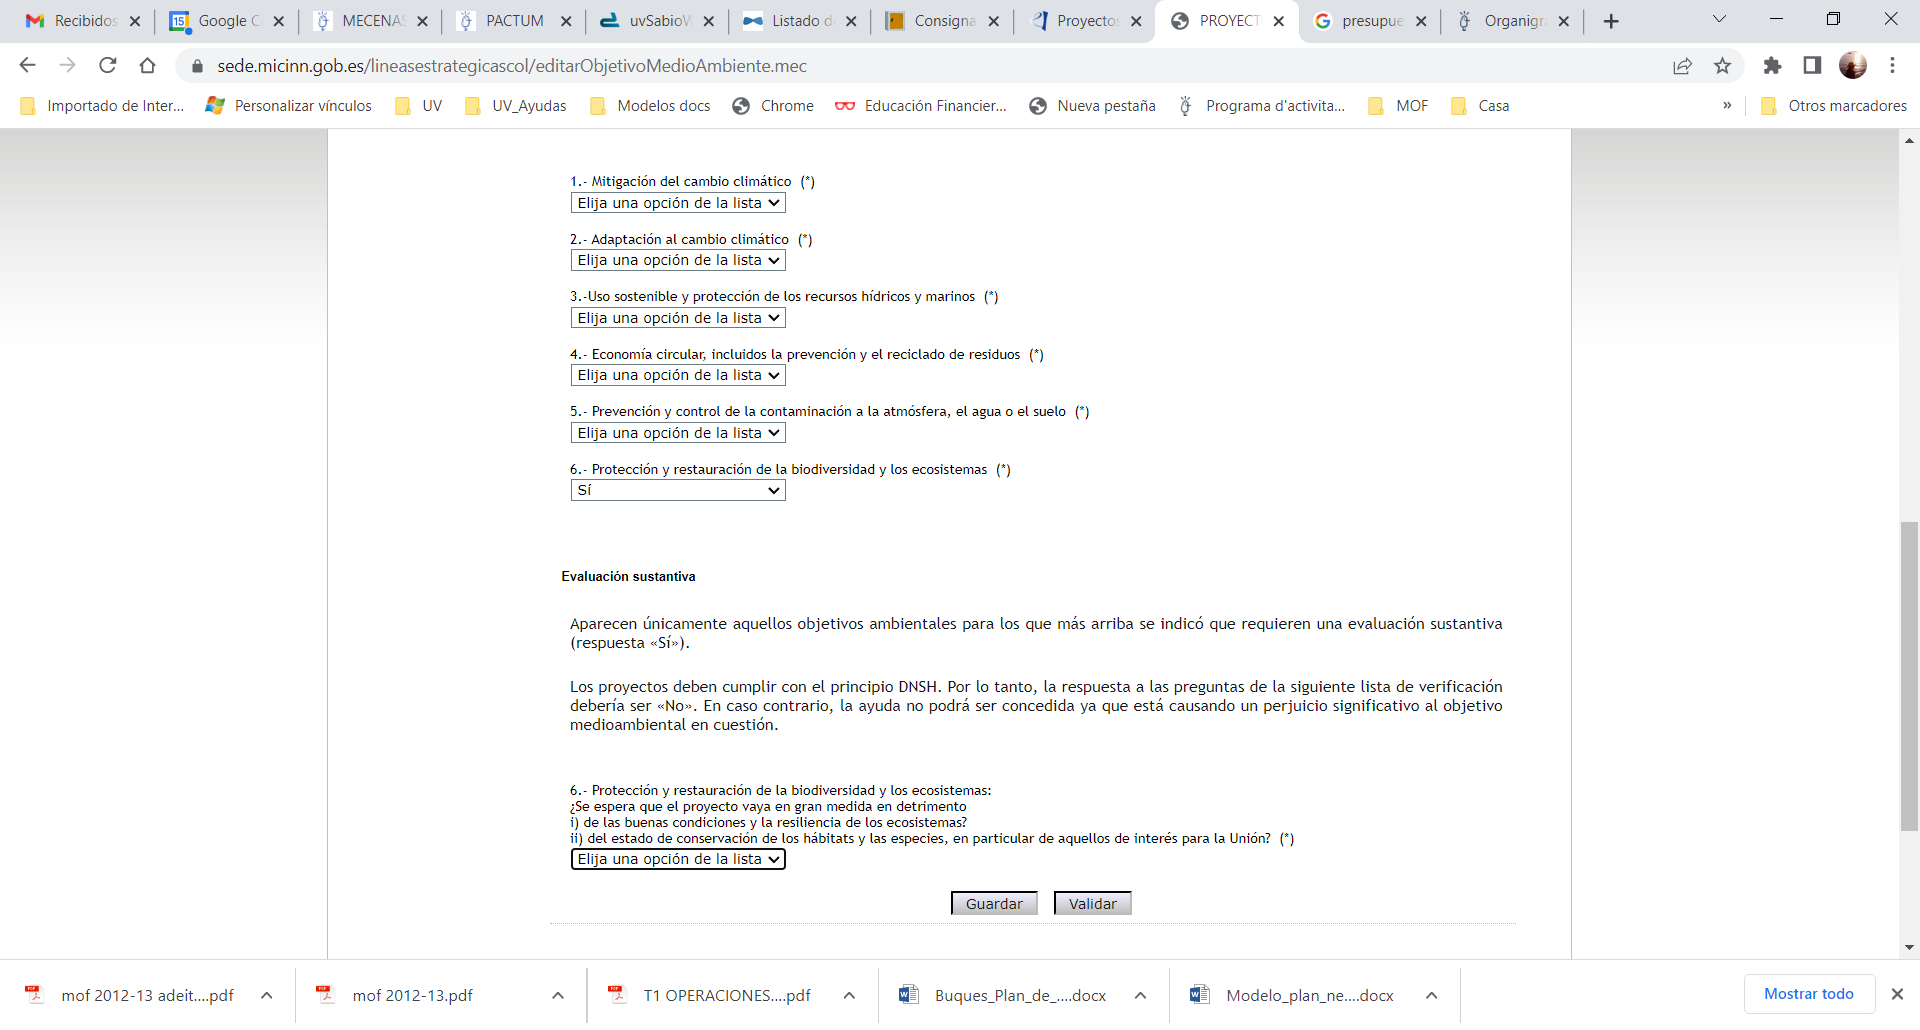 Recibidos
15
Google C
MECENAS
PACTUM
uvSabioW
Listado d
Consigna
Proyectos
PROYECT
presupue
Organigr
sede.micinn.gob.es/lineasestrategicascol/editarObjetivoMedioAmbiente.mec
Importado de Inter...
Personalizar vínculos
UV
UV_Ayudas
Modelos docs
Chrome
Educación Financier...
Nueva pestaña
Programa d'activita...
MOF
Casa
»
Otros marcadores
1.- Mitigación del cambio climático (*)
Elija una opción de la lista
2.- Adaptación al cambio climático (*)
Elija una opción de la lista
3.-Uso sostenible y protección de los recursos hídricos y marinos (*)
Elija una opción de la lista
4.- Economía circular, incluidos la prevención y el reciclado de residuos (*)
Elija una opción de la lista
5.- Prevención y control de la contaminación a la atmósfera, el agua o el suelo (*)
Elija una opción de la lista
6.- Protección y restauración de la biodiversidad y los ecosistemas (*)
Sí
Evaluación sustantiva
Aparecen únicamente aquellos objetivos ambientales para los que más arriba se indicó que requieren una evaluación sustantiva
(respuesta «Sí»).
Los proyectos deben cumplir con el principio DNSH. Por lo tanto, la respuesta a las preguntas de la siguiente lista de verificación
debería ser «No». En caso contrario, la ayuda no podrá ser concedida ya que está causando un perjuicio significativo al objetivo
medioambiental en cuestión.
6.- Protección y restauración de la biodiversidad y los ecosistemas:
¿Se espera que el proyecto vaya en gran medida en detrimento
i) de las buenas condiciones y la resiliencia de los ecosistemas?
ii) del estado de conservación de los hábitats y las especies, en particular de aquellos de interés para la Unión? (*)
Elija una opción de la lista
Guardar
Validar
mof 2012-13 adeit....pdf
mof 2012-13.pdf
T1 OPERACIONES....pdf
Buques_Plan_de_....docx
Modelo_plan_ne....docx
Mostrar todo